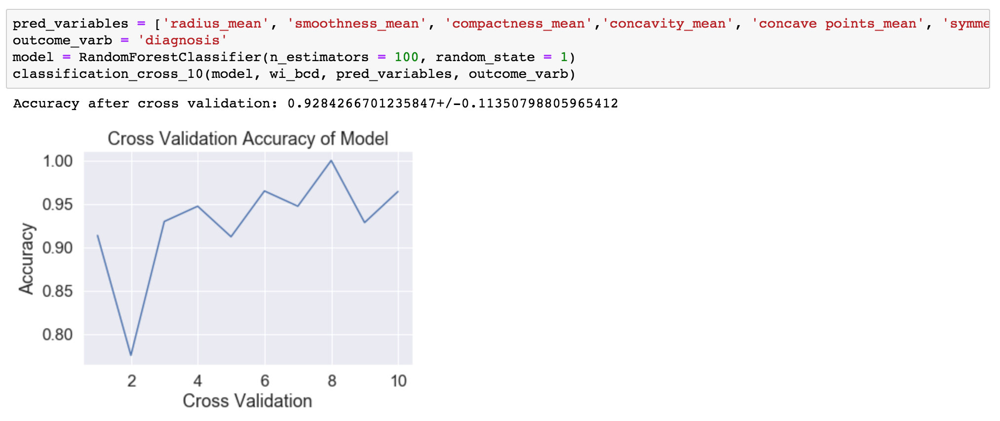 pred_variables = ['radius_mean', 'smoothness_mean', 'compactness_mean','concavity_mean', 'concave points_mean', 'symme
outcome_varb = 'diagnosis'
model = RandomForestClassifier(n_estimators = 100, random_state = 1)
classification_cross_10(model, wi_bcd, pred_variables, outcome_varb)
Accuracy after cross validation: 0.9284266701235847+/-0.11350798805965412
Cross Validation Accuracy of Model
1.00
0.95
0.90
0.85
0.80
Accuracy
2 4 6 8 10
Cross Validation